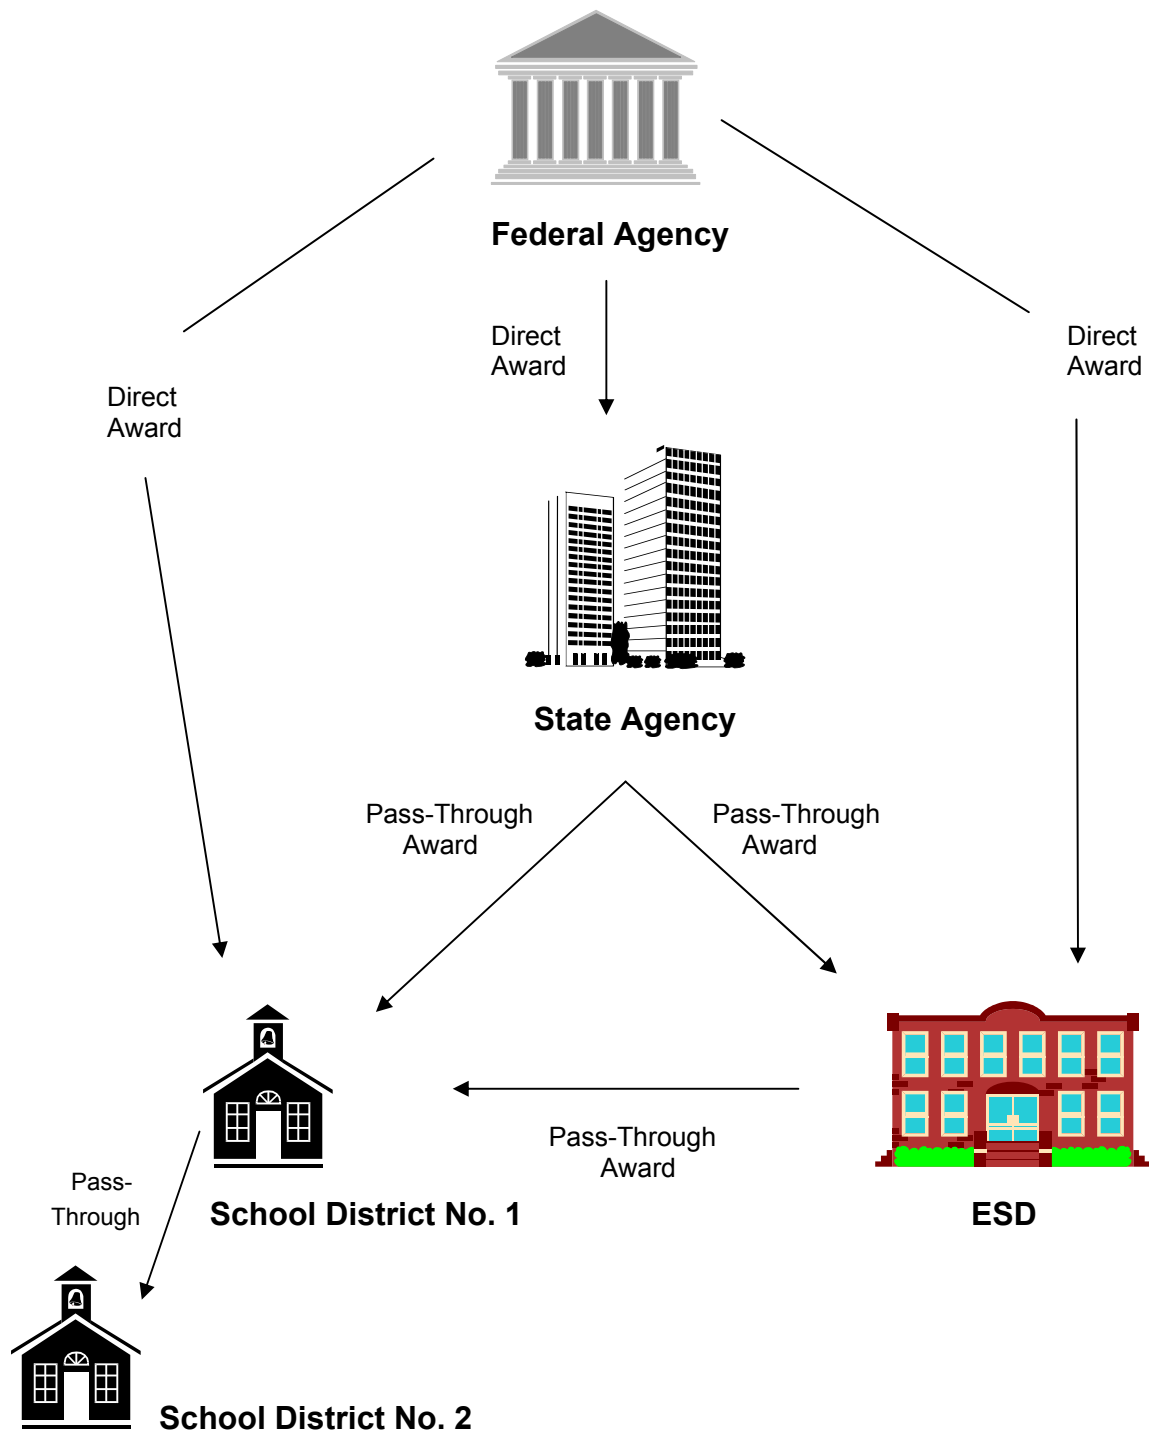 Federal Agency
Direct
Award
Direct
Award
Direct
Award
State Agency
Pass-Through
Award
Pass-Through
Award
Pass-Through
Award
Pass-
Through
School District No. 1
ESD
School District No. 2